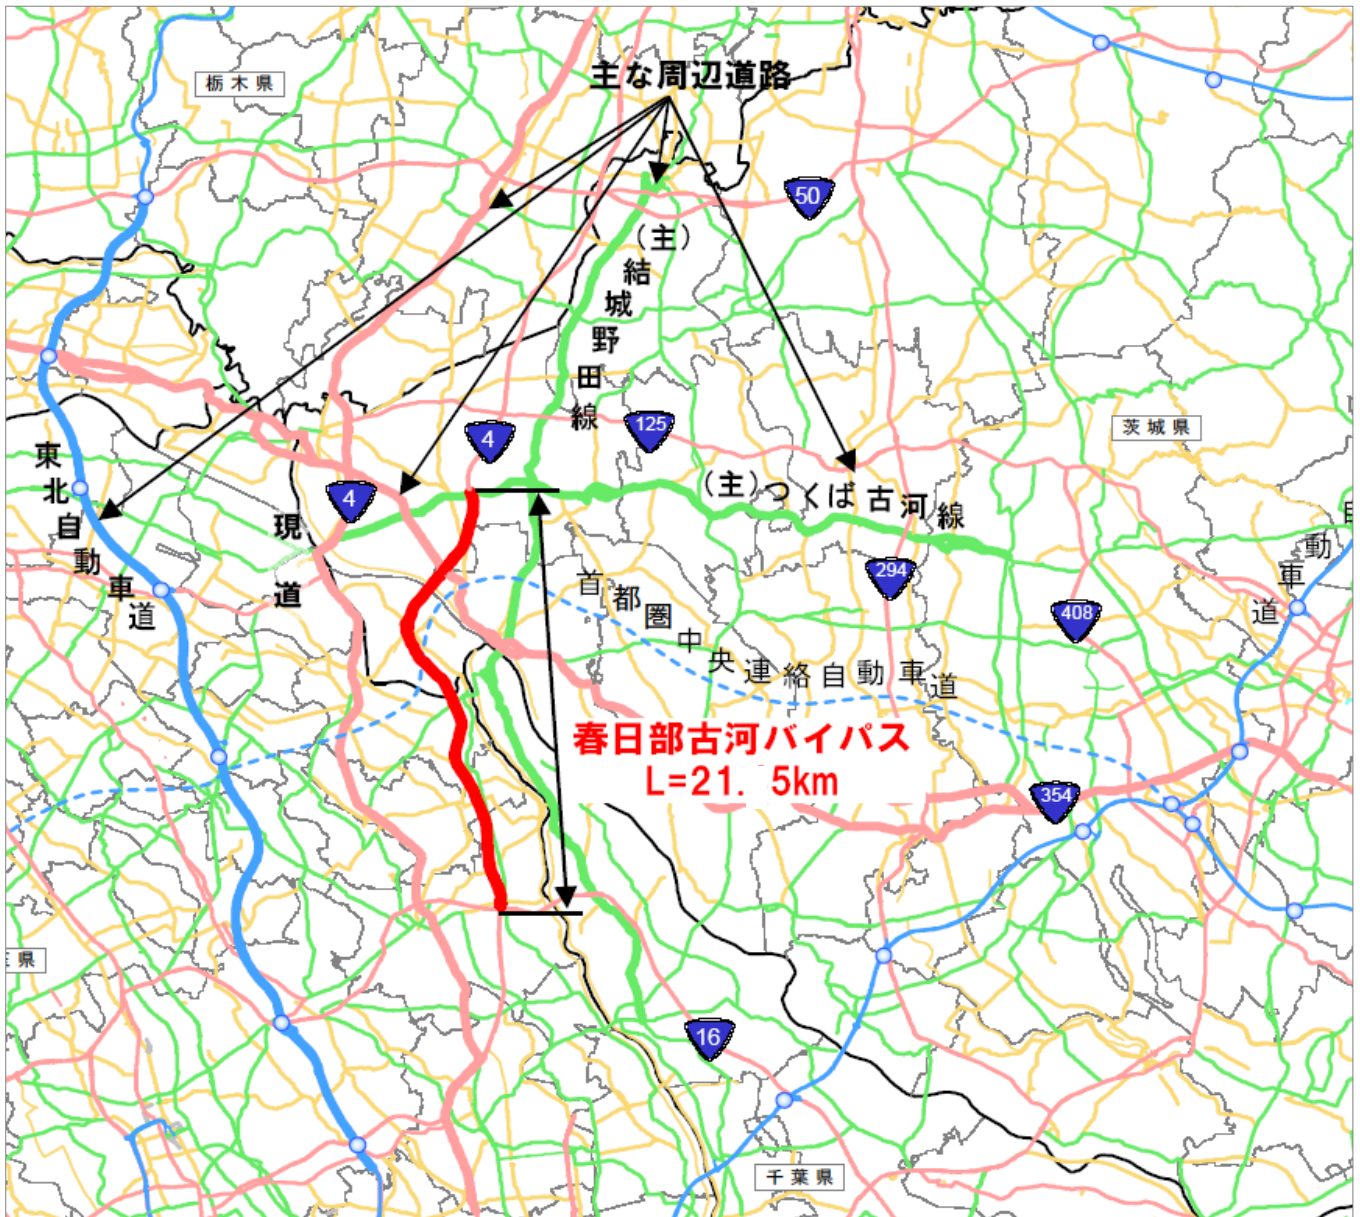 主な周辺道路
栃木県
50
(主)結城野田線
125
4
茨城県
4
東北自動車道
(主)つくば古河線
現道
294
408
動車道
首都圏中央連絡自動車道
春日部古河バイパス
L=21. 5km
354
県
16
千葉県